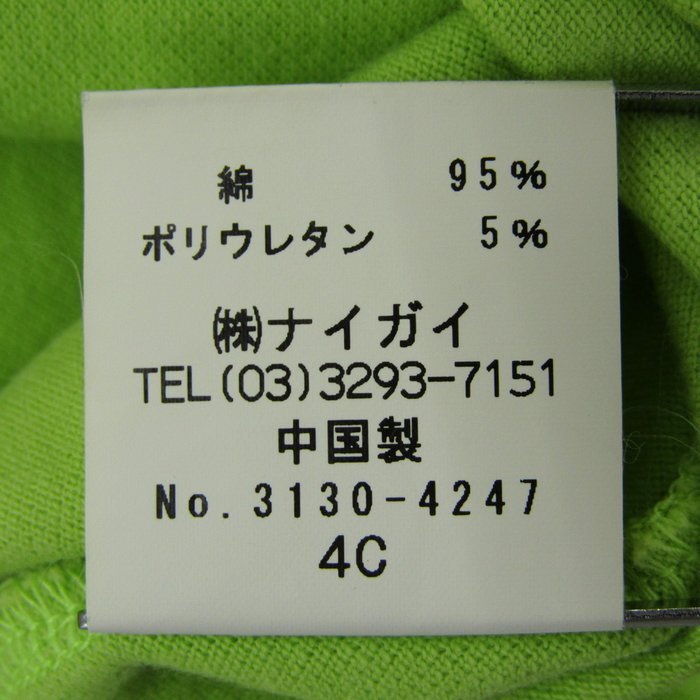 綿 95%
ポリウレタン 5%
㈱ナイガイ
TEL(03)3293-7151
中国製
No.3130-4247
4C